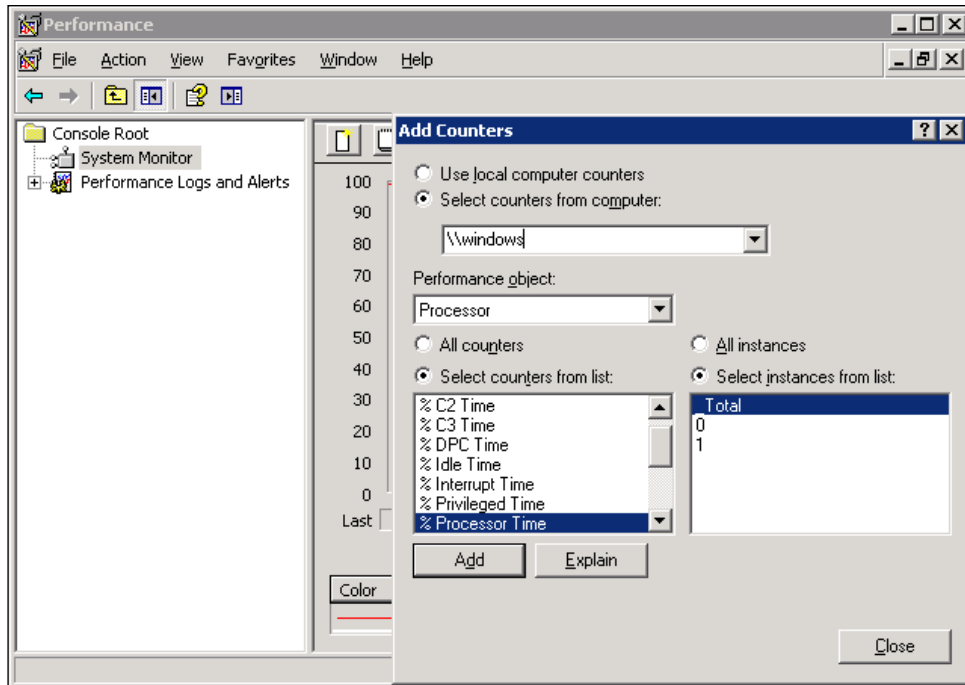 Performance
File Action View Favorites Window Help
Console Root
System Monitor
Performance Logs and Alerts
100
90
80
70
60
50
40
30
20
10
0
Last
Color
Add Counters
Use local computer counters
Select counters from computer:
\\windows
Performance object:
Processor
All counters
Select counters from list:
% C2 Time
% C3 Time
% DPC Time
% Idle Time
% Interrupt Time
% Privileged Time
% Processor Time
All instances
Select instances from list:
_Total
0
1
Add
Explain
Close